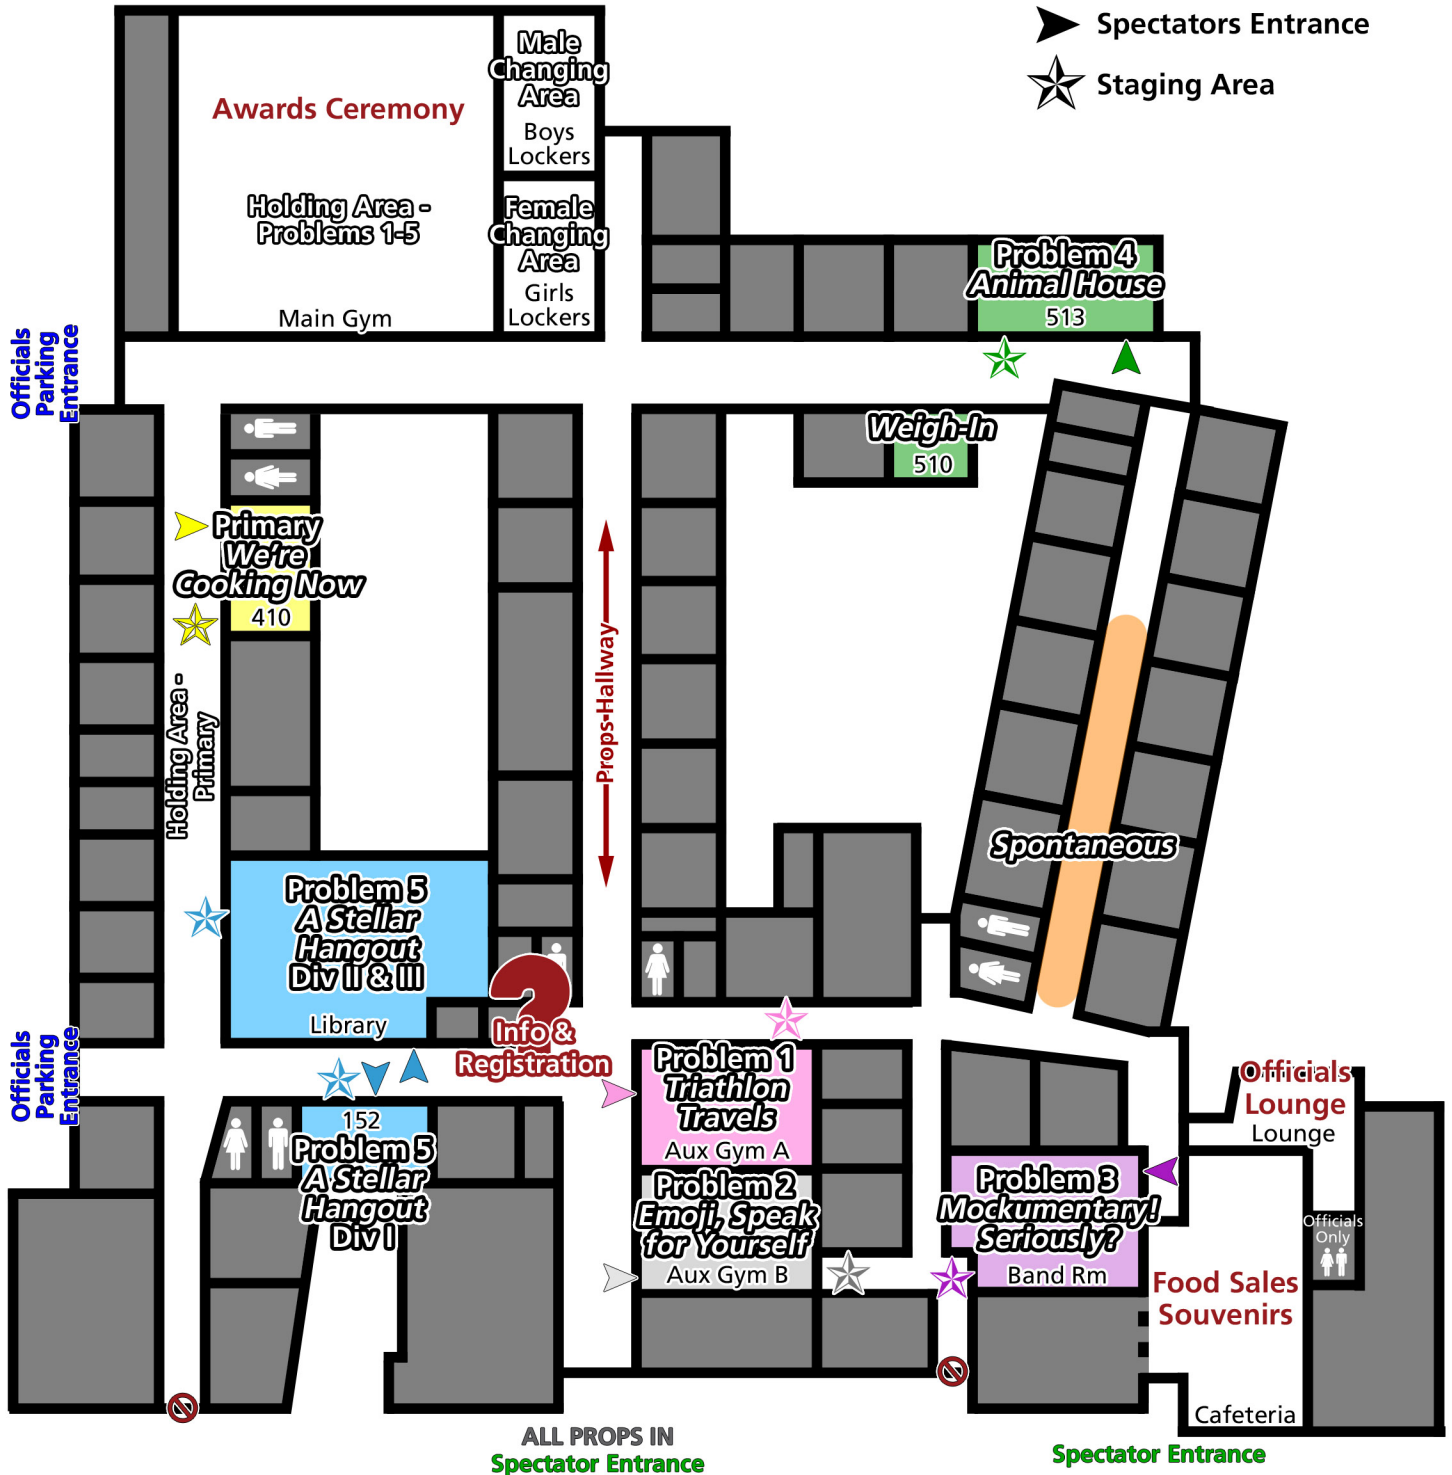 Spectators Entrance
Staging Area
Male
Changing
Area
Boys
Lockers
Awards Ceremony
Holding Area -
Problems 1-5
Main Gym
Female
Changing
Area
Girls
Lockers
Problem 4
Animal House
513
Officials
Parking
Entrance
Weigh-In
510
Primary
We're
Cooking Now
410
Props-Hallway
Holding Area -
Primary
Spontaneous
Problem 5
A Stellar
Hangout
Div II & III
Library
?
Info &
Registration
Officials
Parking
Entrance
Problem 1
Triathlon
Travels
Aux Gym A
Officials
Lounge
Lounge
152
Problem 5
A Stellar
Hangout
Div I
Problem 2
Emoji, Speak
for Yourself
Aux Gym B
Problem 3
Mockumentary!
Seriously?
Band Rm
Officials
Only
Food Sales
Souvenirs
Cafeteria
ALL PROPS IN
Spectator Entrance
Spectator Entrance